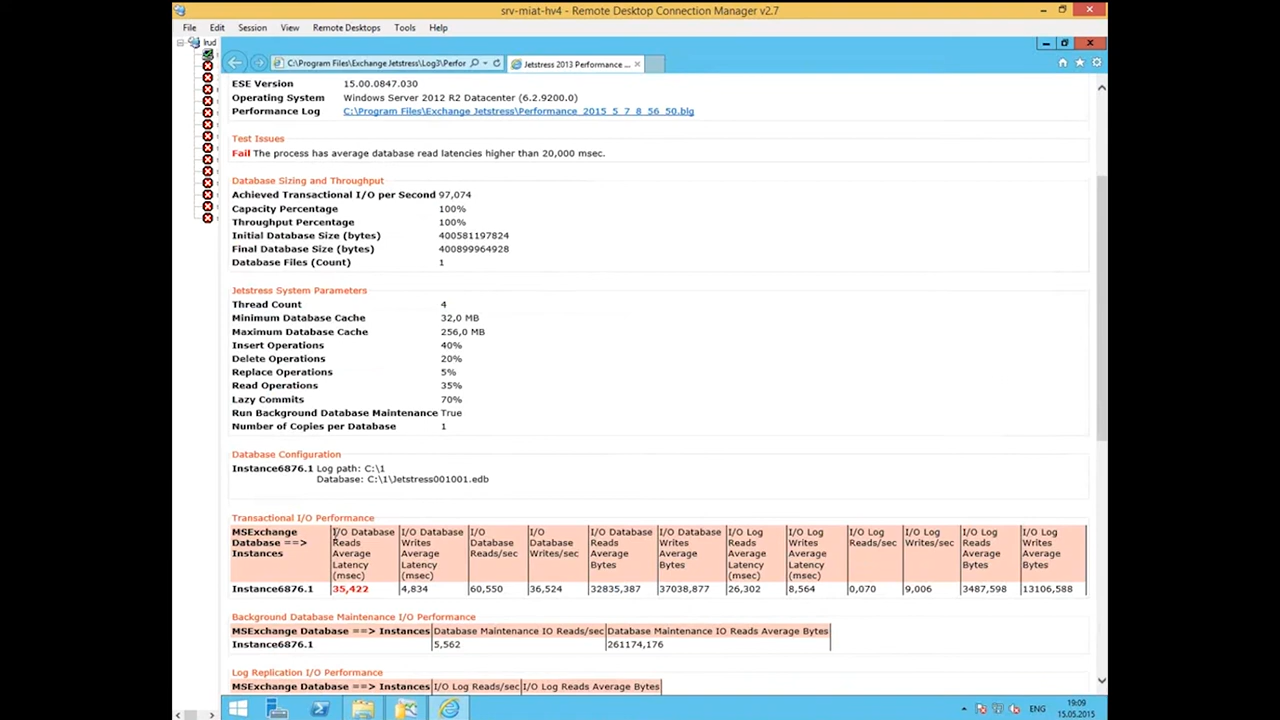 srv-miat-hv4 - Remote Desktop Connection Manager v2.7
File Edit Session View Remote Desktops Tools Help
C:\Program Files\Exchange Jetstress\Log3\Perfor
Jetstress 2013 Performance ...
ESE Version 15.00.0847.030
Operating System Windows Server 2012 R2 Datacenter (6.2.9200.0)
Performance Log C:\Program Files\Exchange Jetstress\Performance_2015_5_7_8_56_50.blg
Test Issues
Fail The process has average database read latencies higher than 20,000 msec.
Database Sizing and Throughput
Achieved Transactional I/O per Second 97,074
Capacity Percentage 100%
Throughput Percentage 100%
Initial Database Size (bytes) 400581197824
Final Database Size (bytes) 400899964928
Database Files (Count) 1
Jetstress System Parameters
Thread Count 4
Minimum Database Cache 32,0 MB
Maximum Database Cache 256,0 MB
Insert Operations 40%
Delete Operations 20%
Replace Operations 5%
Read Operations 35%
Lazy Commits 70%
Run Background Database Maintenance True
Number of Copies per Database 1
Database Configuration
Instance6876.1 Log path: C:\1
Database: C:\1\Jetstress001001.edb
Transactional I/O Performance
MSExchange I/O Database I/O Database I/O I/O I/O Database I/O Database I/O Log I/O Log I/O Log I/O Log I/O Log I/O Log
Database ==> Reads Writes Database Database Reads Writes Reads Writes Reads/sec Writes/sec Reads Writes
Instances Average Average Reads/sec Writes/sec Average Average Average Average Average Average
Latency Latency Bytes Bytes Latency Latency Bytes Bytes
(msec) (msec) (msec) (msec)
Instance6876.1 35,422 4,834 60,550 36,524 32835,387 37038,877 26,302 8,564 0,070 9,006 3487,598 13106,588
Background Database Maintenance I/O Performance
MSExchange Database ==> Instances Database Maintenance IO Reads/sec Database Maintenance IO Reads Average Bytes
Instance6876.1 5,562 261174,176
Log Replication I/O Performance
MSExchange Database ==> Instances I/O Log Reads/sec I/O Log Reads Average Bytes
ENG
19:09
15.05.2015